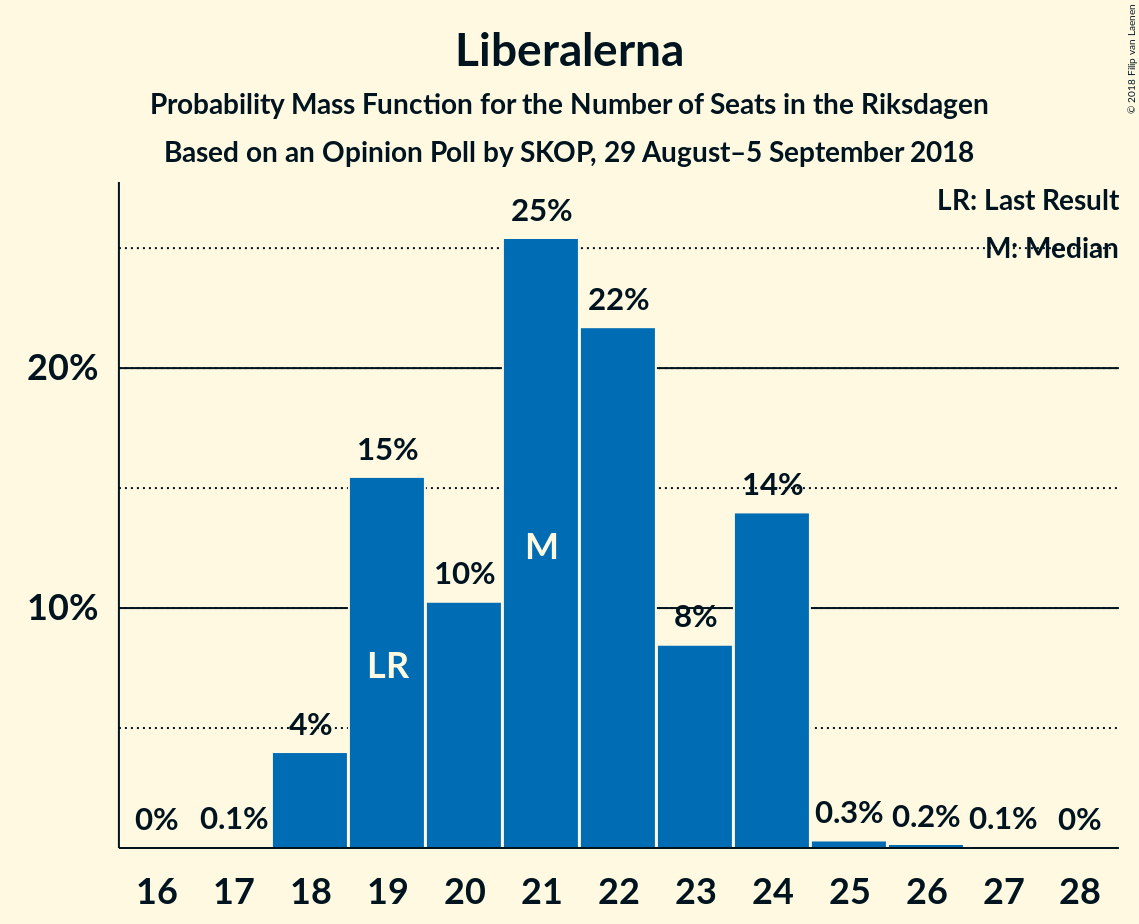 Liberalerna
Probability Mass Function for the Number of Seats in the Riksdagen
Based on an Opinion Poll by SKOP, 29 August–5 September 2018
© 2018 Filip van Laenen
LR: Last Result
M: Median
25%
22%
20%
15%
14%
M
10%
10%
8%
LR
4%
0%
0.1%
0.3%
0.2%
0.1%
0%
16 17 18 19 20 21 22 23 24 25 26 27 28